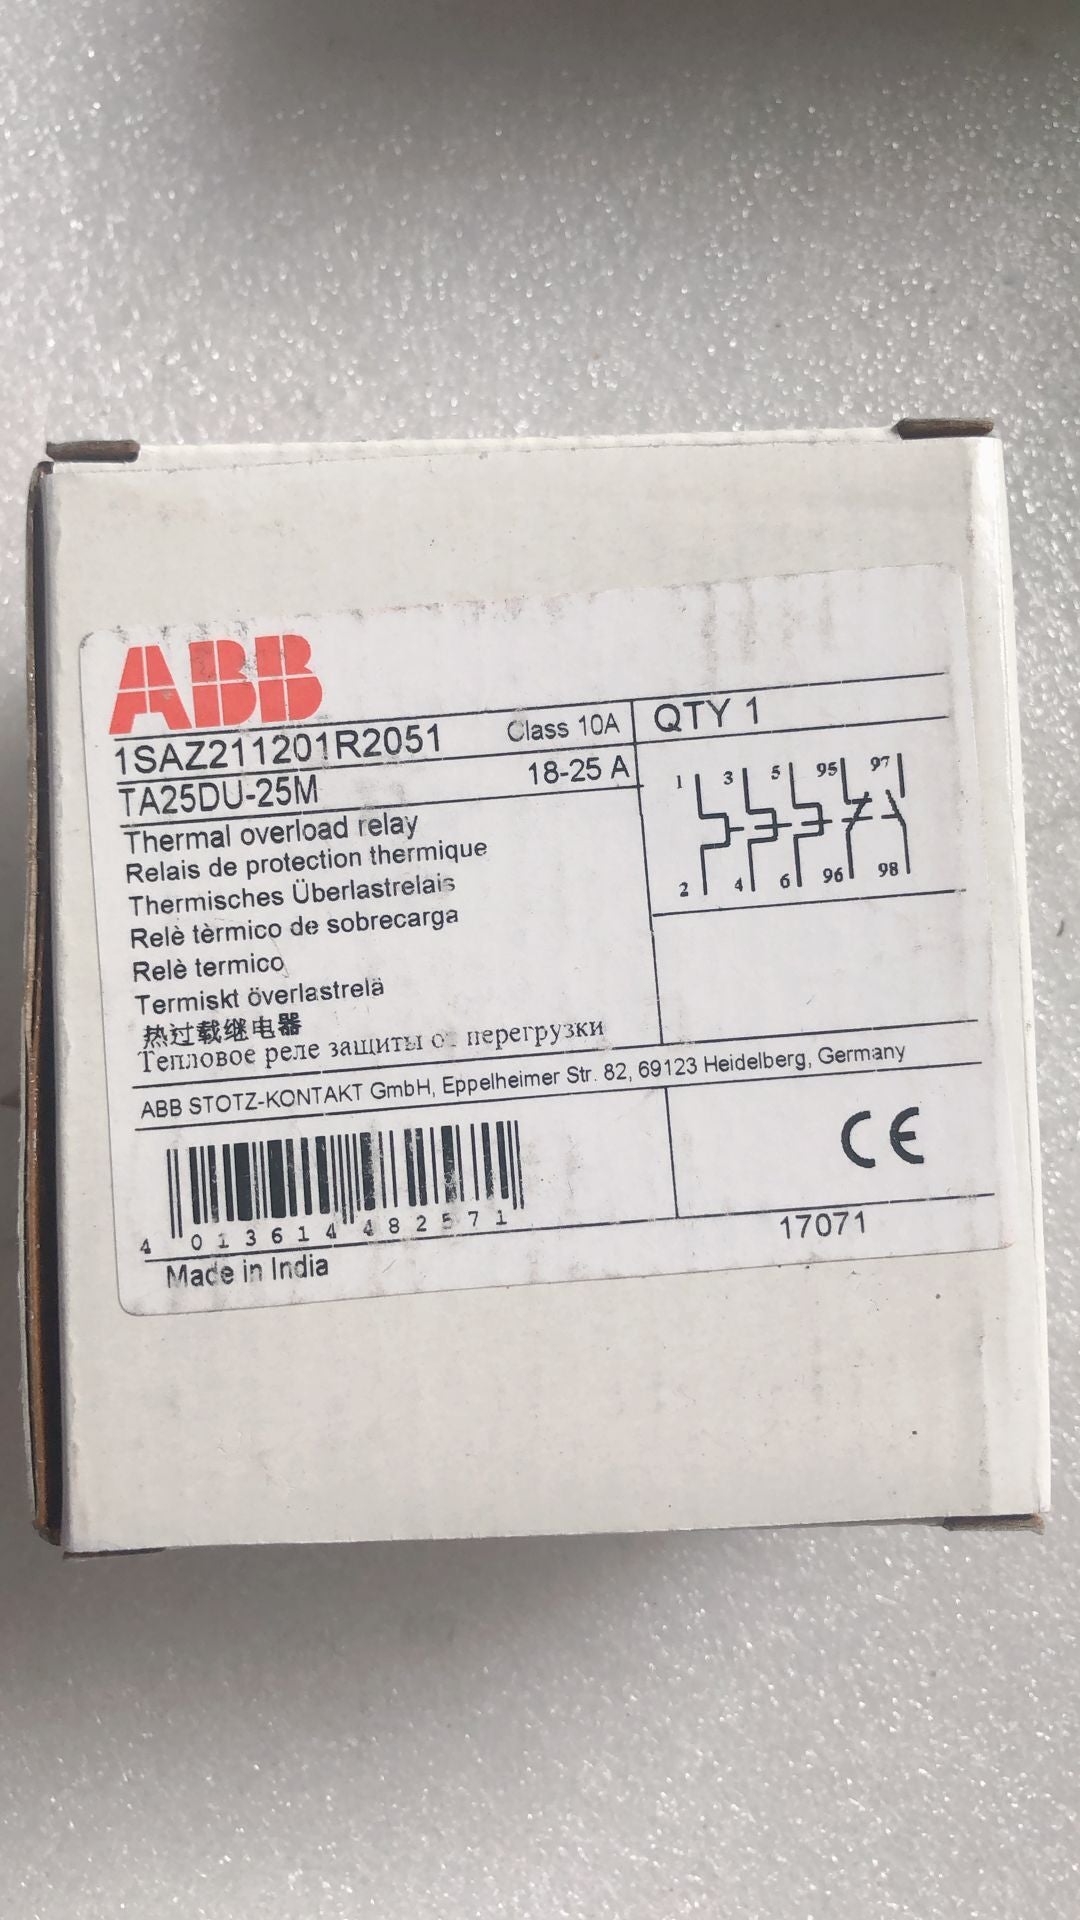 ABB
1SAZ211201R2051 Class 10A QTY 1
TA25DU-25M 18-25 A
1 3 5 95 97
2 4 6 96 98
Thermal overload relay
Relais de protection thermique
Thermisches Überlastrelais
Relè tèrmico de sobrecarga
Relè termico
Termiskt överlastrelä
热过载继电器
Тепловое реле защиты от перегрузки
ABB STOTZ-KONTAKT GmbH, Eppelheimer Str. 82, 69123 Heidelberg, Germany
CE
4 013614 482571
17071
Made in India